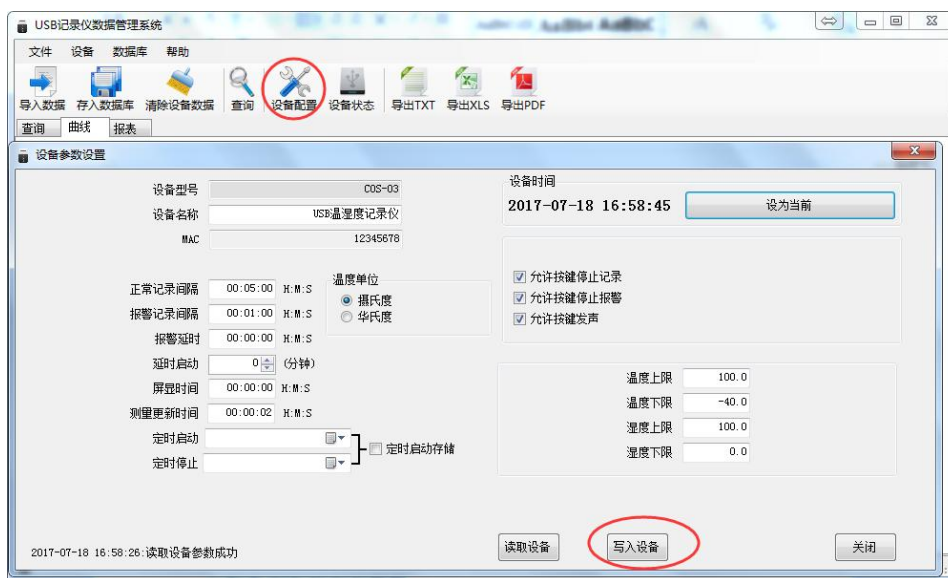 USB记录仪数据管理系统
文件 设备 数据库 帮助
导入数据 存入数据库 清除设备数据 查询 设备配置 设备状态 导出TXT 导出XLS 导出PDF
查询 曲线 报表
设备参数设置
设备型号 COS-03
设备名称 USB温湿度记录仪
MAC 12345678
设备时间
2017-07-18 16:58:45 设为当前
正常记录间隔 00:05:00 H:M:S
报警记录间隔 00:01:00 H:M:S
报警延时 00:00:00 H:M:S
延时启动 0 (分钟)
屏显时间 00:00:00 H:M:S
测量更新时间 00:00:02 H:M:S
定时启动
定时停止
定时启动存储
温度单位
摄氏度
华氏度
允许按键停止记录
允许按键停止报警
允许按键发声
温度上限 100.0
温度下限 -40.0
湿度上限 100.0
湿度下限 0.0
2017-07-18 16:58:26:读取设备参数成功
读取设备 写入设备 关闭